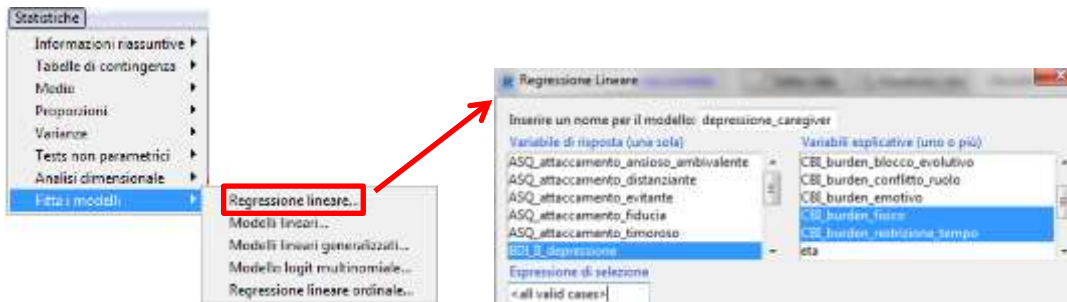 Statistiche
Informazioni riassuntive
Tabelle di contingenza
Medie
Proporzioni
Varianze
Tests non parametrici
Analisi dimensionale
Fitta i modelli
Regressione lineare...
Modelli lineari...
Modelli lineari generalizzati...
Modello logit multinomiale...
Regressione lineare ordinale...
Regressione Lineare
Inserire un nome per il modello: depressione_caregiver
Variabile di risposta (una sola)
ASQ_attaccamento_ansioso_ambivalente
ASQ_attaccamento_distanziante
ASQ_attaccamento_evitante
ASQ_attaccamento_fiducia
ASQ_attaccamento_timoroso
BDI_II_depressione
Variabili esplicative (uno o più)
CBI_burden_blocco_evolutivo
CBI_burden_conflitto_ruolo
CBI_burden_emotivo
CBI_burden_fisico
CBI_burden_restrizione_tempo
eta
Espressione di selezione
<all valid cases>